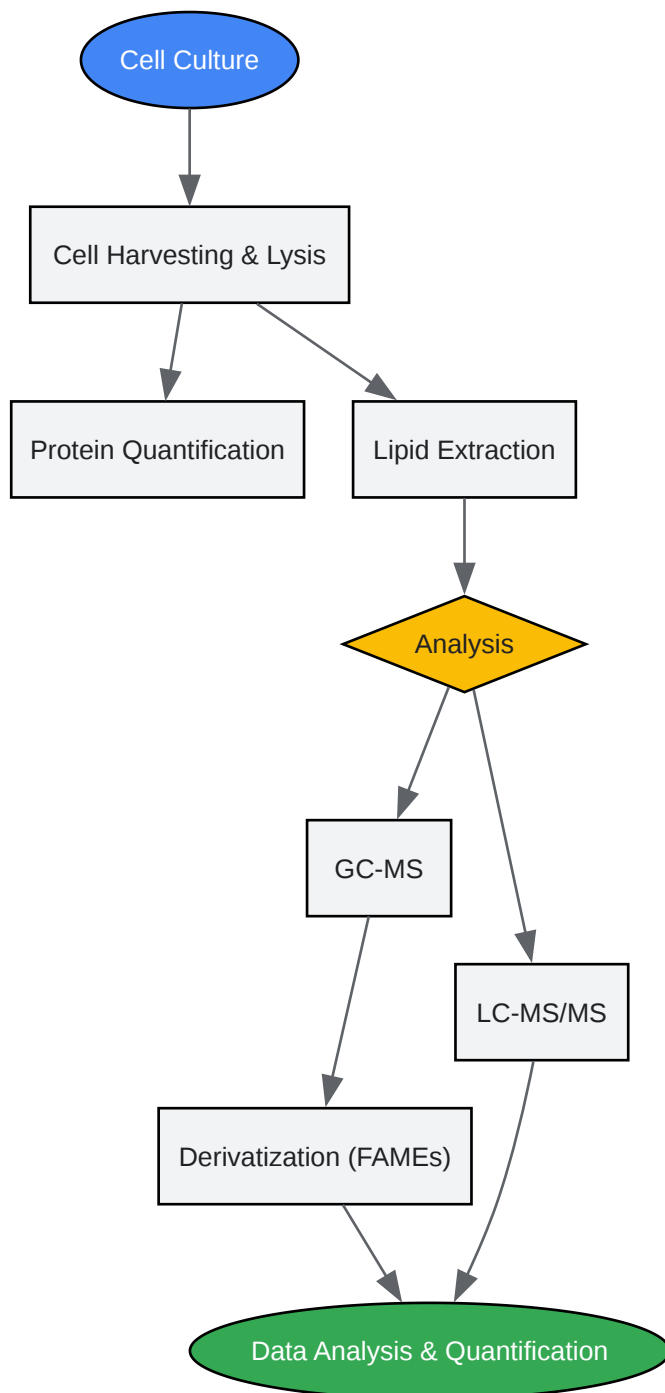 Cell Culture
Cell Harvesting & Lysis
Protein Quantification
Lipid Extraction
Analysis
GC-MS
LC-MS/MS
Derivatization (FAMEs)
Data Analysis & Quantification